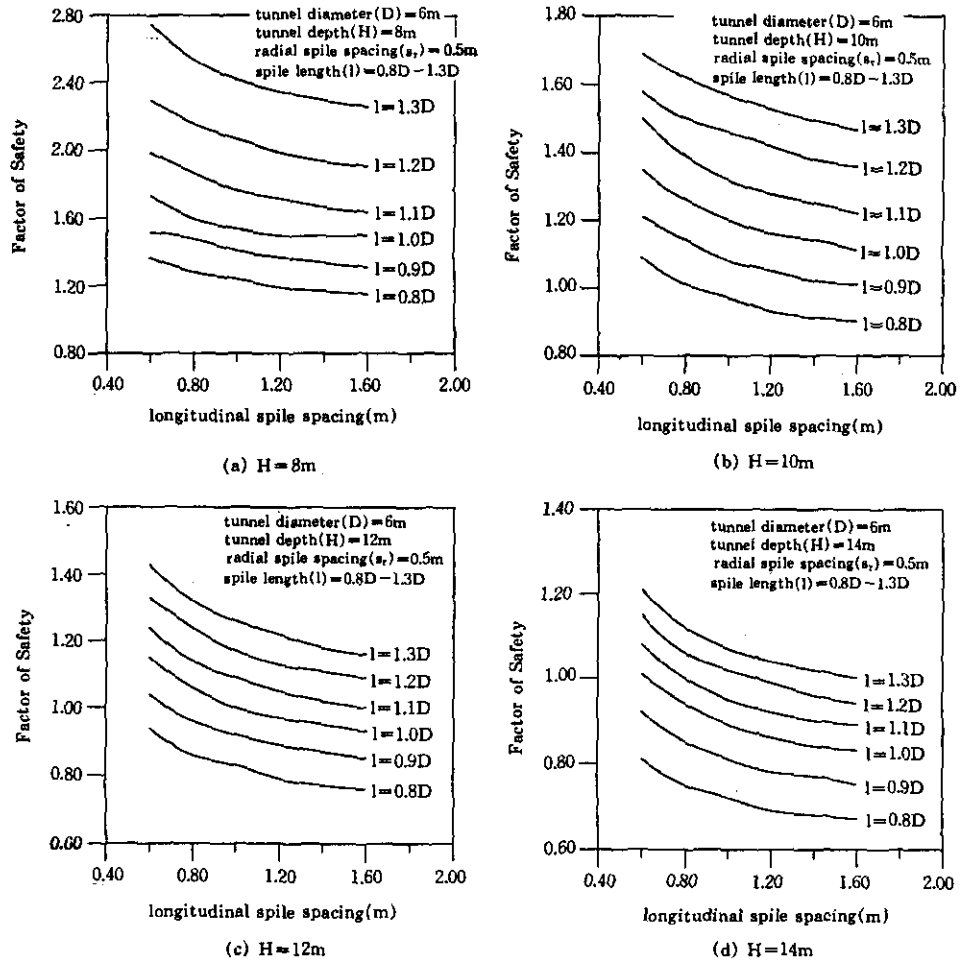 tunnel diameter(D)=6m
tunnel depth(H)=8m
radial spile spacing(sᵣ)=0.5m
spile length(l)=0.8D~1.3D
2.80
2.40
2.00
1.60
1.20
0.80
Factor of Safety
l=1.3D
l=1.2D
l=1.1D
l=1.0D
l=0.9D
l=0.8D
0.40 0.80 1.20 1.60 2.00
longitudinal spile spacing(m)
(a) H=8m
tunnel diameter(D)=6m
tunnel depth(H)=10m
radial spile spacing(sᵣ)=0.5m
spile length(l)=0.8D~1.3D
1.80
1.60
1.40
1.20
1.00
0.80
Factor of Safety
l≈1.3D
l≈1.2D
l≈1.1D
l≈1.0D
l≈0.9D
l=0.8D
0.40 0.80 1.20 1.60 2.00
longitudinal spile spacing(m)
(b) H=10m
tunnel diameter(D)=6m
tunnel depth(H)=12m
radial spile spacing(sᵣ)=0.5m
spile length(l)=0.8D~1.3D
1.60
1.40
1.20
1.00
0.80
0.60
Factor of Safety
l=1.3D
l=1.2D
l=1.1D
l=1.0D
l=0.9D
l=0.8D
0.40 0.80 1.20 1.60 2.00
longitudinal spile spacing(m)
(c) H≈12m
tunnel diameter(D)=6m
tunnel depth(H)=14m
radial spile spacing(sᵣ)=0.5m
spile length(l)=0.8D~1.3D
1.40
1.20
1.00
0.80
0.60
Factor of Safety
l=1.3D
l=1.2D
l=1.1D
l=1.0D
l=0.9D
l=0.8D
0.40 0.80 1.20 1.60 2.00
longitudinal spile spacing(m)
(d) H=14m